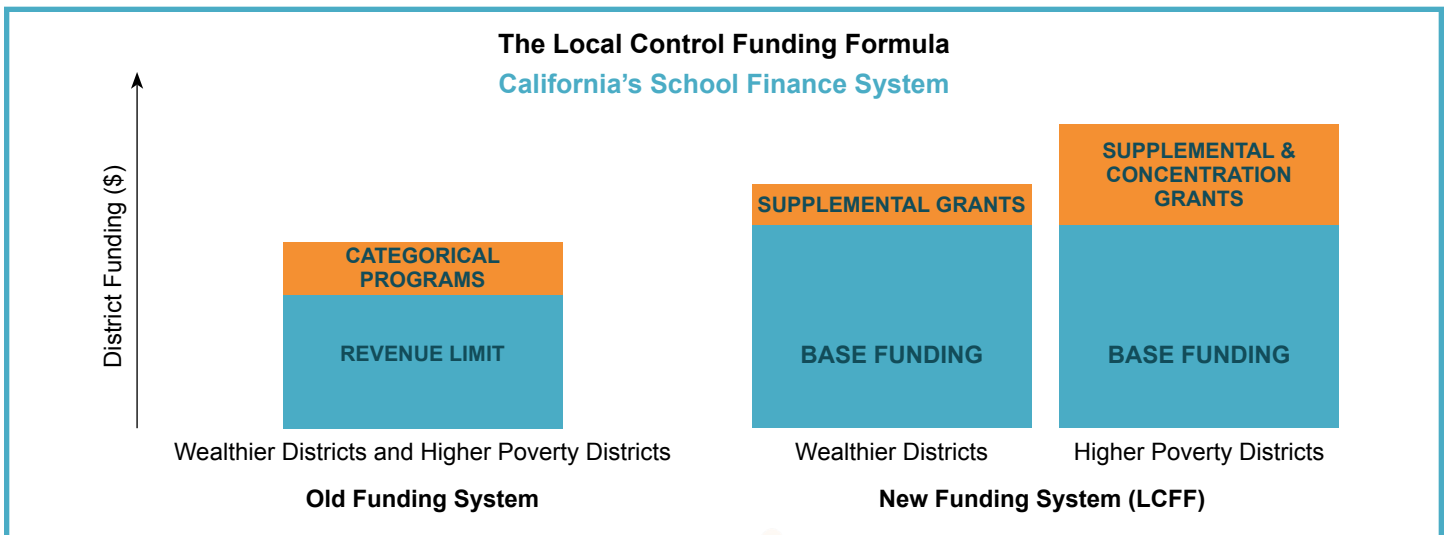 The Local Control Funding Formula
California’s School Finance System
District Funding ($)
CATEGORICAL
PROGRAMS
REVENUE LIMIT
SUPPLEMENTAL GRANTS
BASE FUNDING
SUPPLEMENTAL &
CONCENTRATION
GRANTS
BASE FUNDING
Wealthier Districts and Higher Poverty Districts
Wealthier Districts
Higher Poverty Districts
Old Funding System
New Funding System (LCFF)